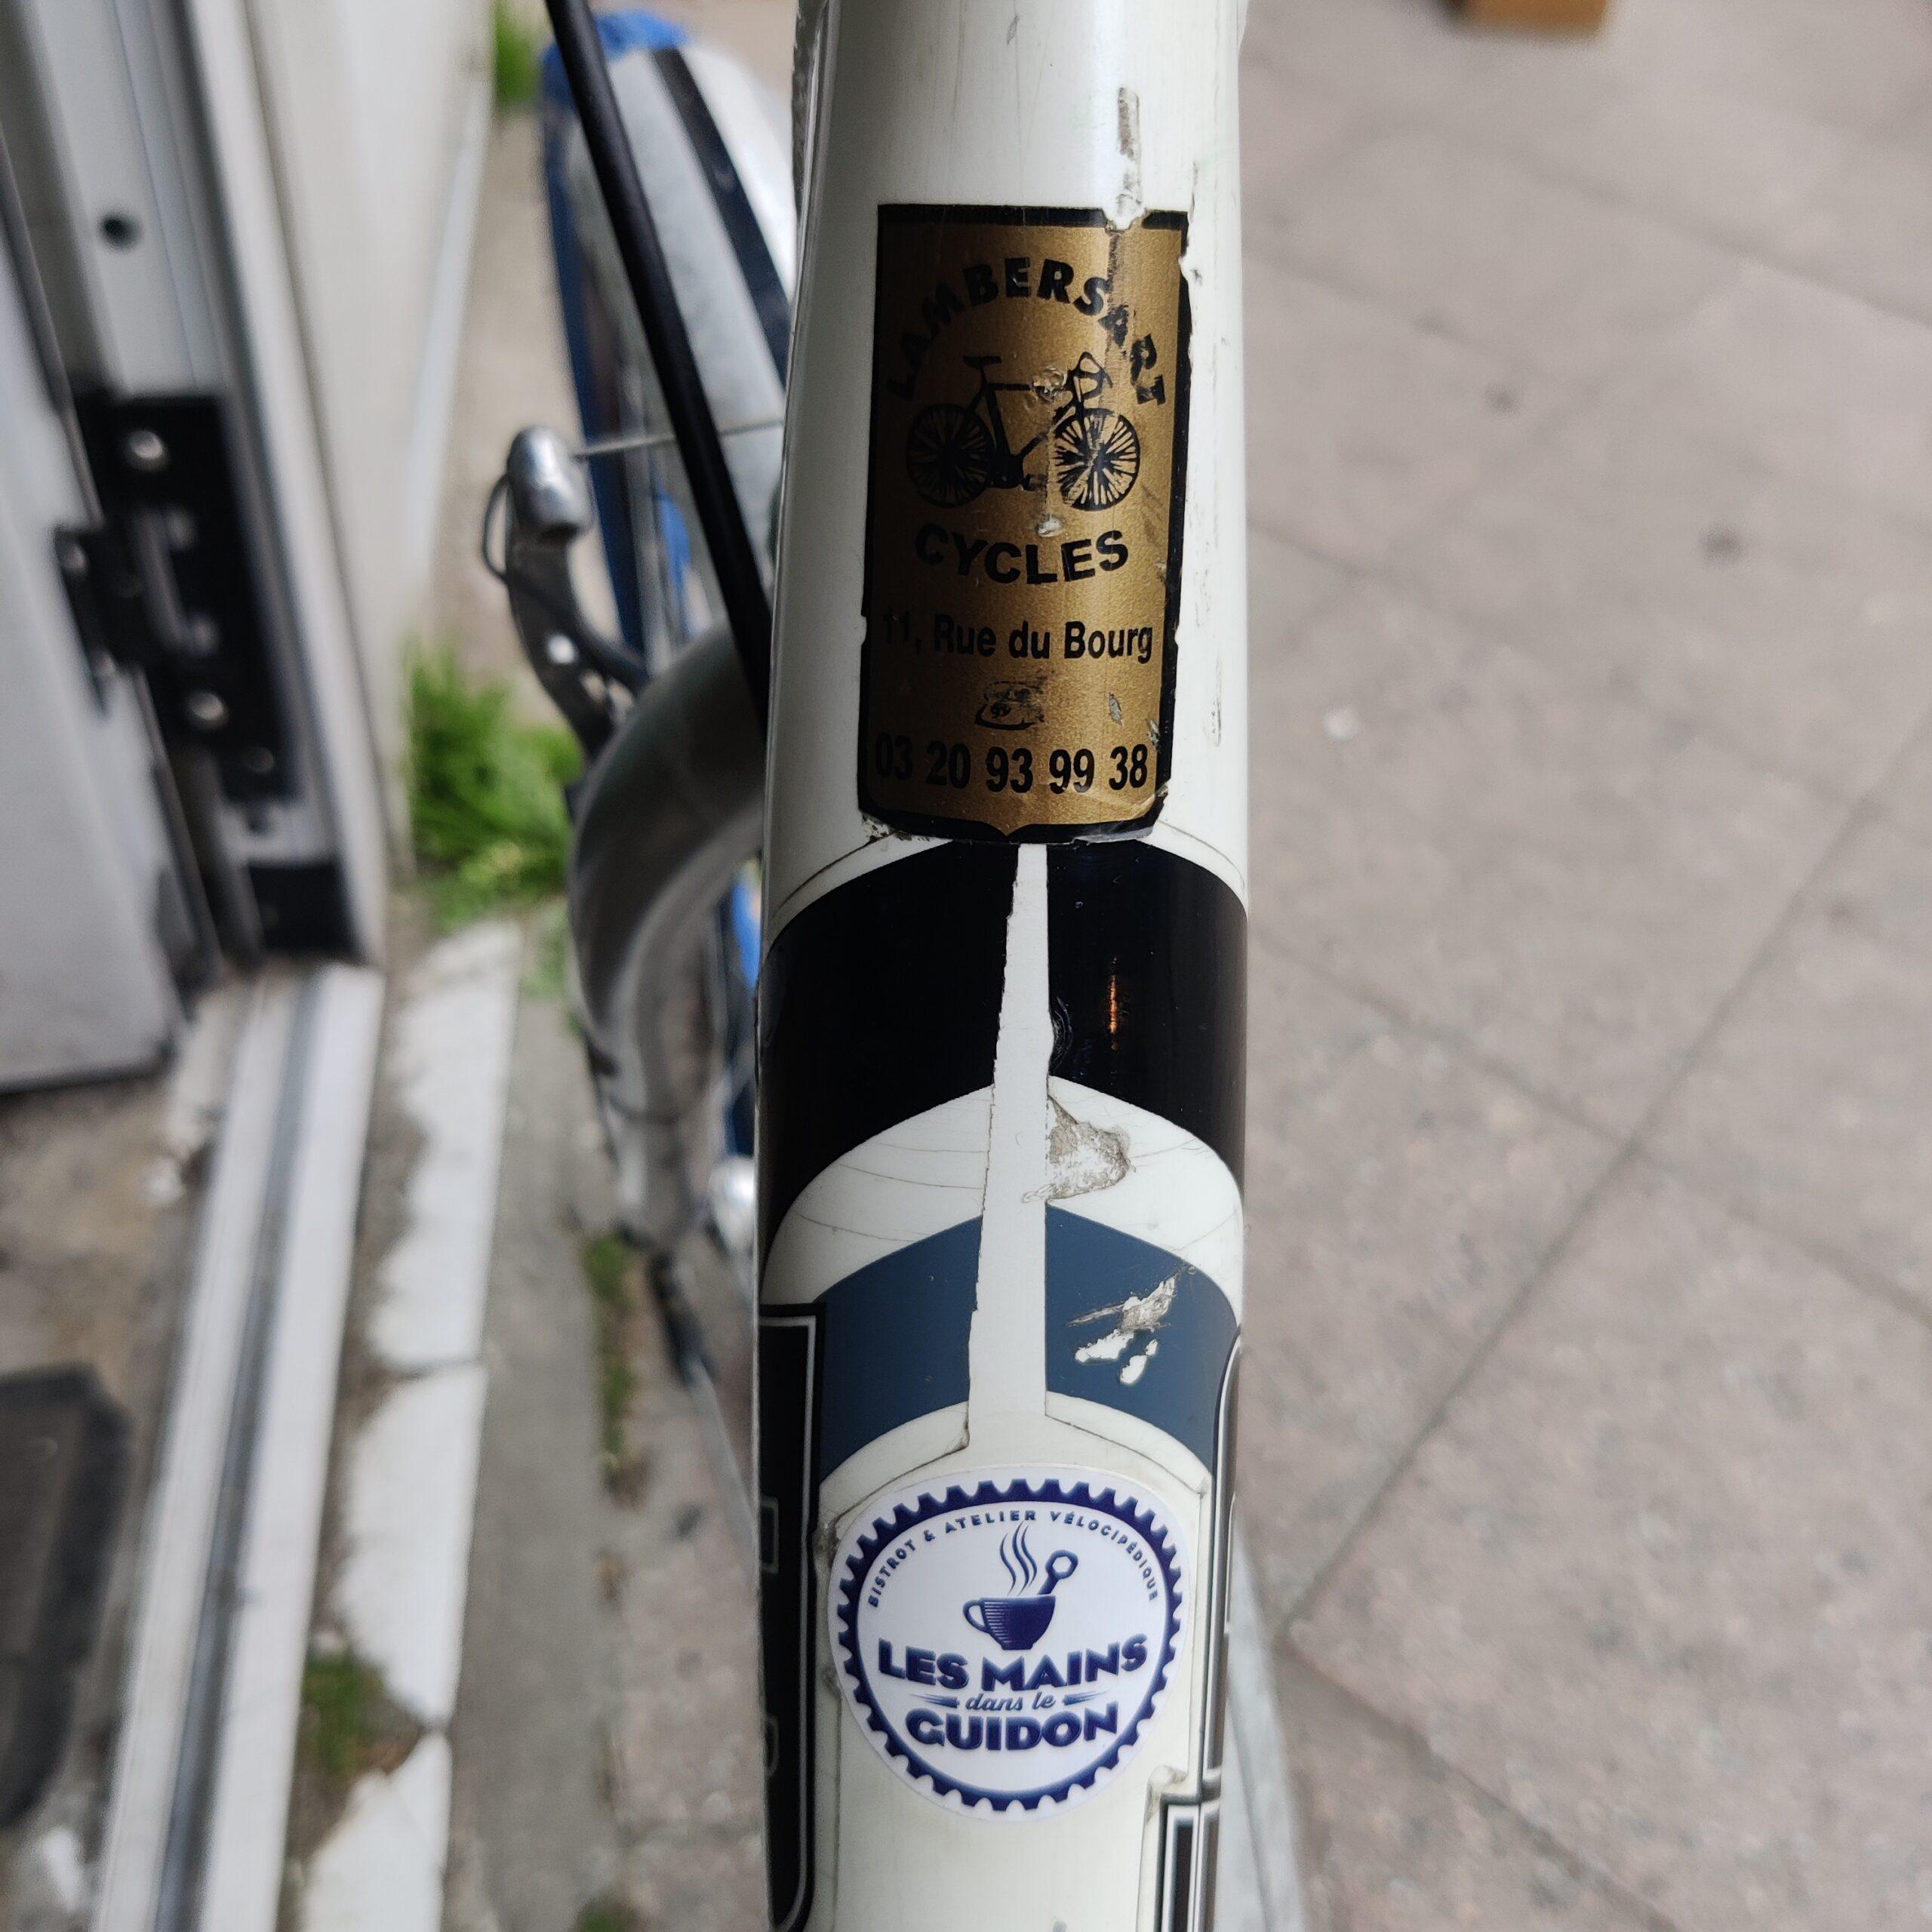 LAMBERSART
CYCLES
11, Rue du Bourg
03 20 93 99 38
BISTROT & ATELIER VÉLOCIPÉDIQUE
LES MAINS
dans le
GUIDON